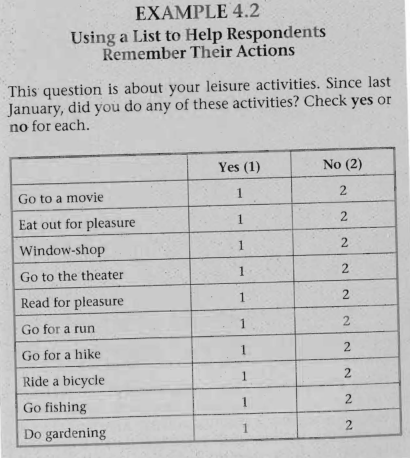 EXAMPLE 4.2
Using a List to Help Respondents
Remember Their Actions
This question is about your leisure activities. Since last
January, did you do any of these activities? Check yes or
no for each.
Yes (1) No (2)
Go to a movie 1 2
Eat out for pleasure 1 2
Window-shop 1 2
Go to the theater 1 2
Read for pleasure 1 2
Go for a run 1 2
Go for a hike 1 2
Ride a bicycle 1 2
Go fishing 1 2
Do gardening 1 2